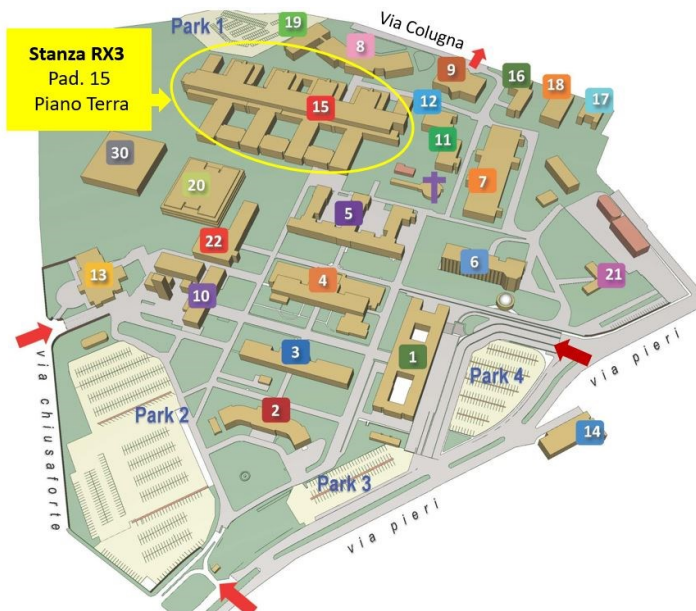 Park 1
19
8
Via Colugna
9
16
18
17
Stanza RX3
Pad. 15
Piano Terra
15
12
11
30
20
7
5
22
6
13
10
4
21
3
1
Park 4
via pieri
via chiusaforte
Park 2
2
14
Park 3
via pieri